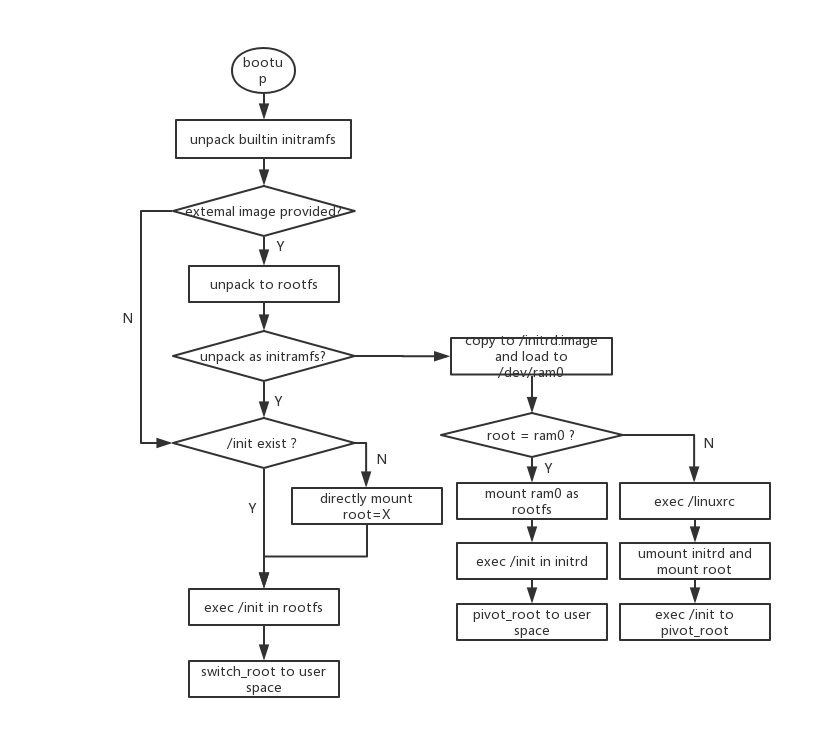 bootu
p
unpack builtin initramfs
extemal image provided?
Y
unpack to rootfs
N
unpack as initramfs?
copy to /initrd.image
and load to
/dev/ram0
Y
/init exist ?
N
root = ram0 ?
N
Y
directly mount
root=X
Y
mount ram0 as
rootfs
exec /linuxrc
exec /init in initrd
umount initrd and
mount root
exec /init in rootfs
pivot_root to user
space
exec /init to
pivot_root
switch_root to user
space